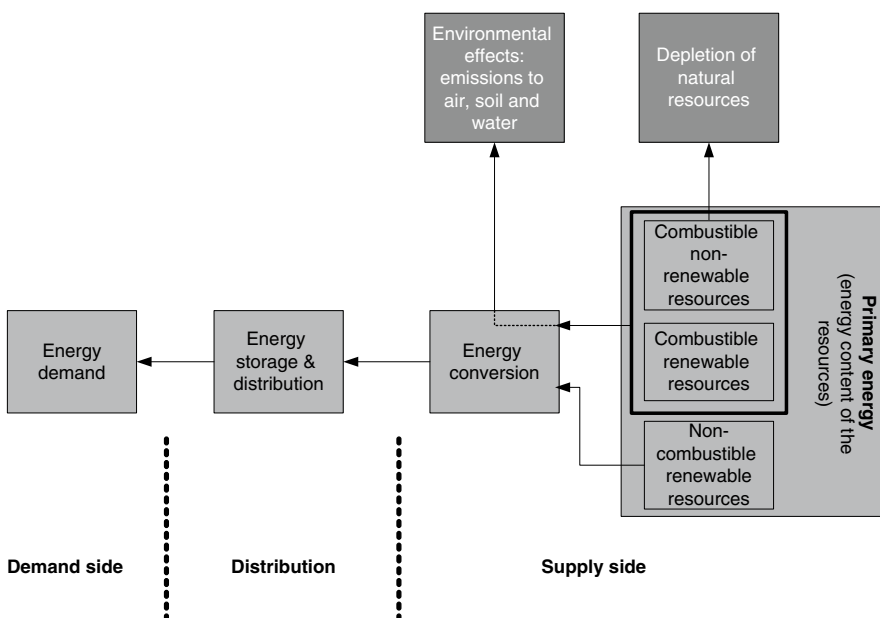 Environmental
effects:
emissions to
air, soil and
water
Depletion of
natural
resources
Combustible
non-
renewable
resources
Combustible
renewable
resources
Non-
combustible
renewable
resources
Primary energy
(energy content of the
resources)
Energy
conversion
Energy
storage &
distribution
Energy
demand
Demand side
Distribution
Supply side